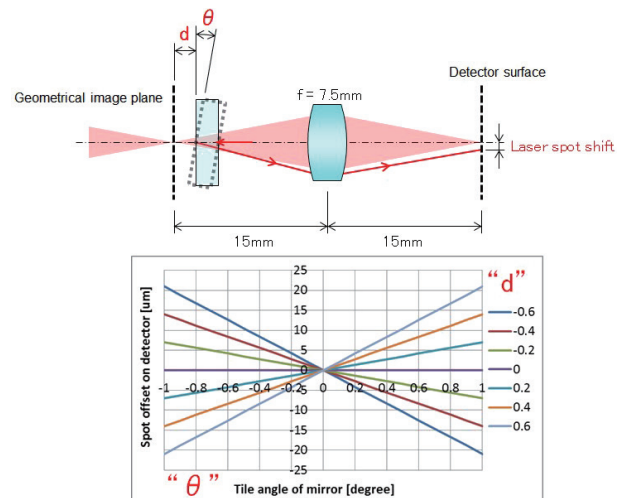 θ
d
Geometrical image plane
f = 7.5mm
Detector surface
Laser spot shift
15mm
15mm
"d"
Spot offset on detector [um]
25
20
15
10
5
0
-5
-10
-15
-20
-25
-1 -0.8 -0.6 -0.4 -0.2 0 0.2 0.4 0.6 0.8 1
-0.6
-0.4
-0.2
0
0.2
0.4
0.6
"θ"
Tile angle of mirror [degree]